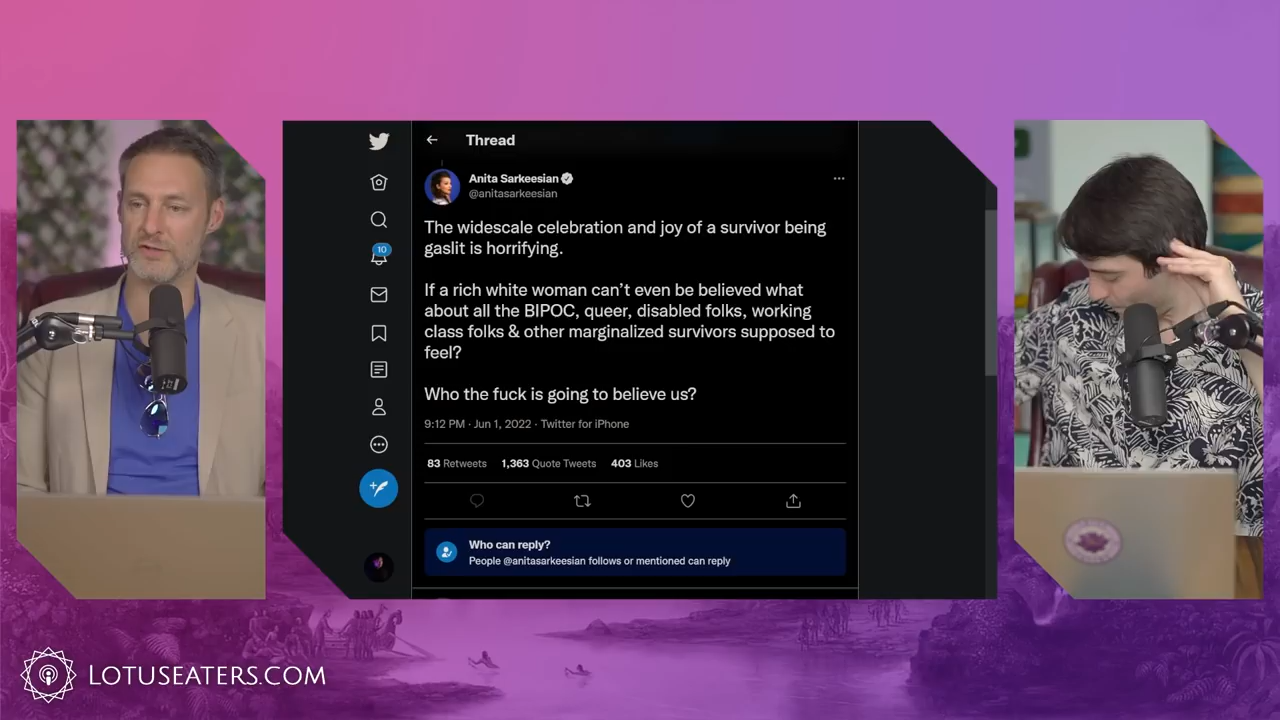 Thread
Anita Sarkeesian
@anitasarkeesian
The widescale celebration and joy of a survivor being
gaslit is horrifying.
If a rich white woman can’t even be believed what
about all the BIPOC, queer, disabled folks, working
class folks & other marginalized survivors supposed to
feel?
Who the fuck is going to believe us?
9:12 PM · Jun 1, 2022 · Twitter for iPhone
83 Retweets 1,363 Quote Tweets 403 Likes
Who can reply?
People @anitasarkeesian follows or mentioned can reply
10
LOTUSEATERS.COM